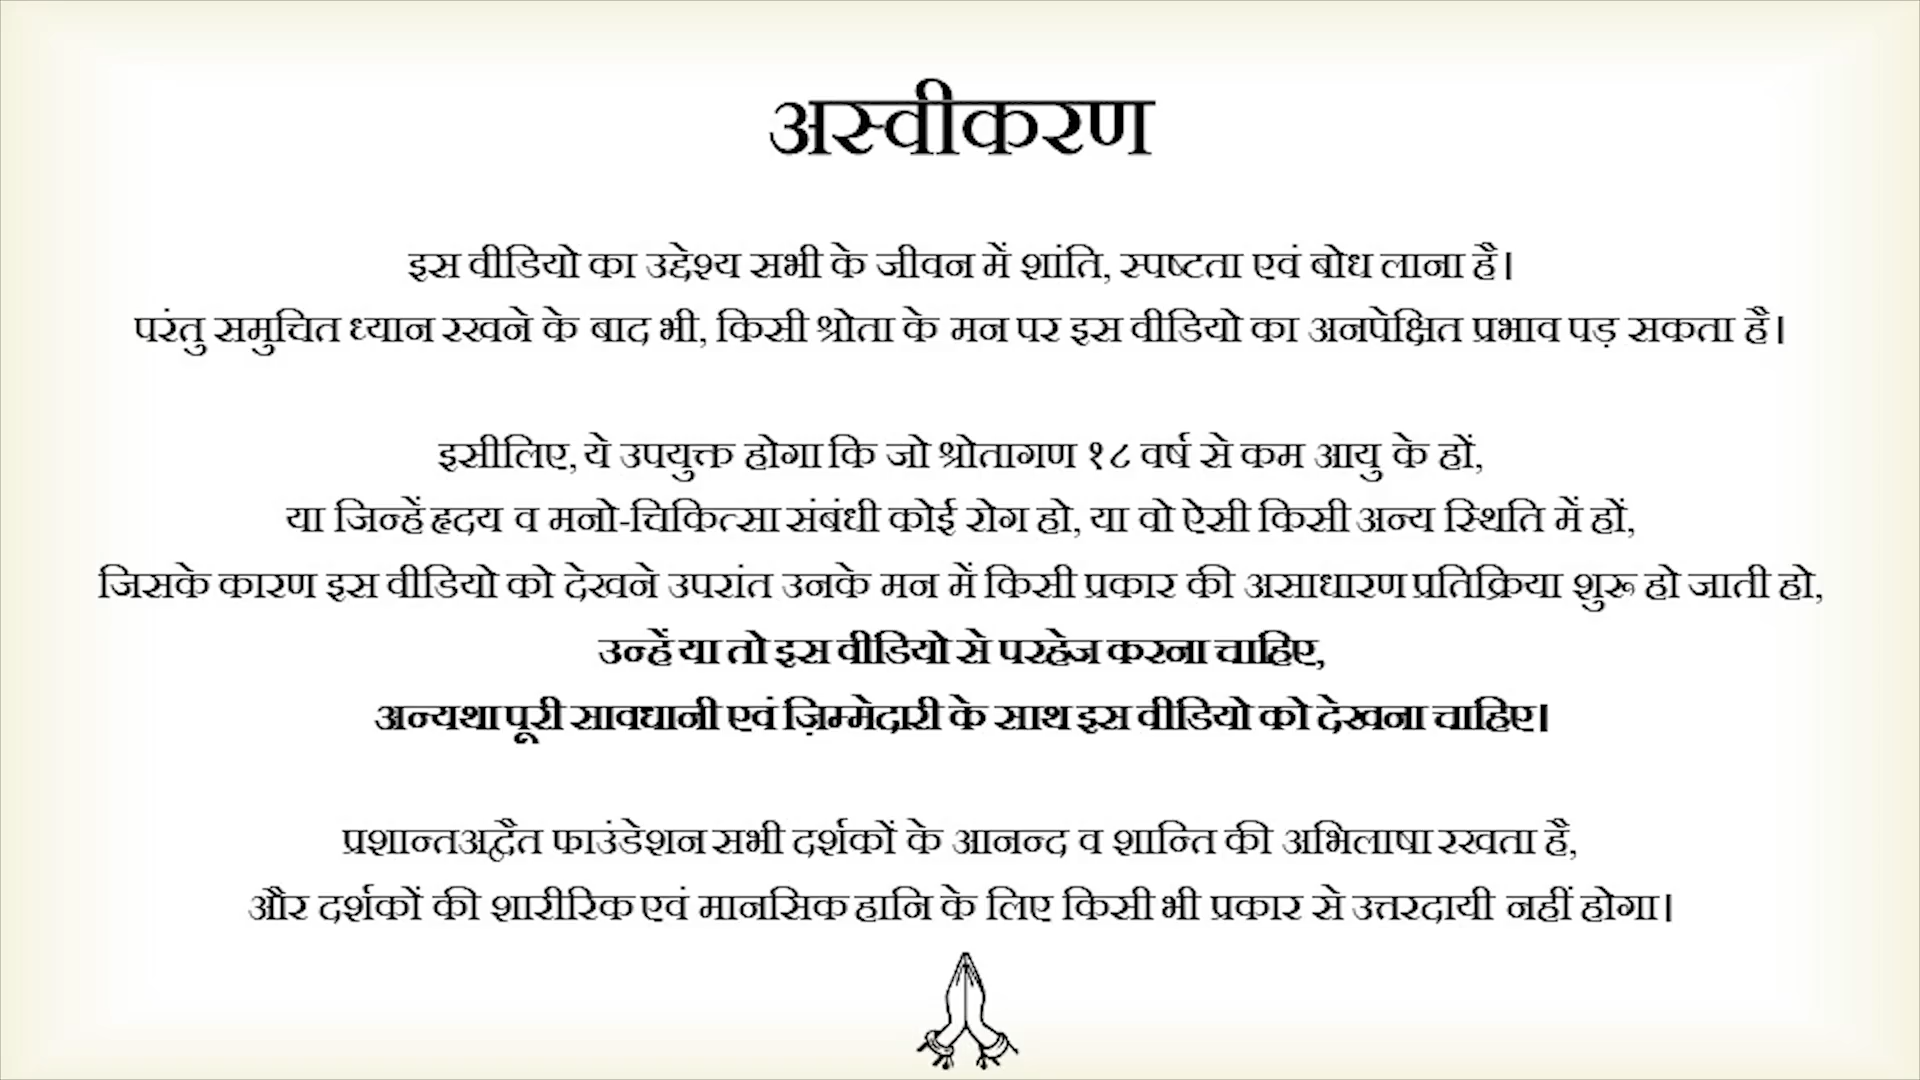 अस्वीकरण
इस वीडियो का उद्देश्य सभी के जीवन में शांति, स्पष्टता एवं बोध लाना है।
परंतु समुचित ध्यान रखने के बाद भी, किसी श्रोता के मन पर इस वीडियो का अनपेक्षित प्रभाव पड़ सकता है।
इसीलिए, ये उपयुक्त होगा कि जो श्रोतागण १८ वर्ष से कम आयु के हों,
या जिन्हें हृदय व मनो-चिकित्सा संबंधी कोई रोग हो, या वो ऐसी किसी अन्य स्थिति में हों,
जिसके कारण इस वीडियो को देखने उपरांत उनके मन में किसी प्रकार की असाधारण प्रतिक्रिया शुरू हो जाती हो,
उन्हें या तो इस वीडियो से परहेज करना चाहिए,
अन्यथा पूरी सावधानी एवं ज़िम्मेदारी के साथ इस वीडियो को देखना चाहिए।
प्रशान्तअद्वैत फाउंडेशन सभी दर्शकों के आनन्द व शान्ति की अभिलाषा रखता है,
और दर्शकों की शारीरिक एवं मानसिक हानि के लिए किसी भी प्रकार से उत्तरदायी नहीं होगा।